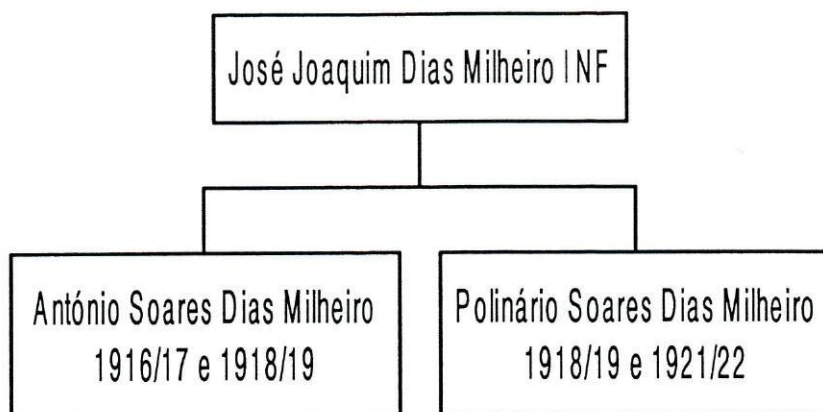 José Joaquim Dias Milheiro INF
António Soares Dias Milheiro
1916/17 e 1918/19
Polinário Soares Dias Milheiro
1918/19 e 1921/22